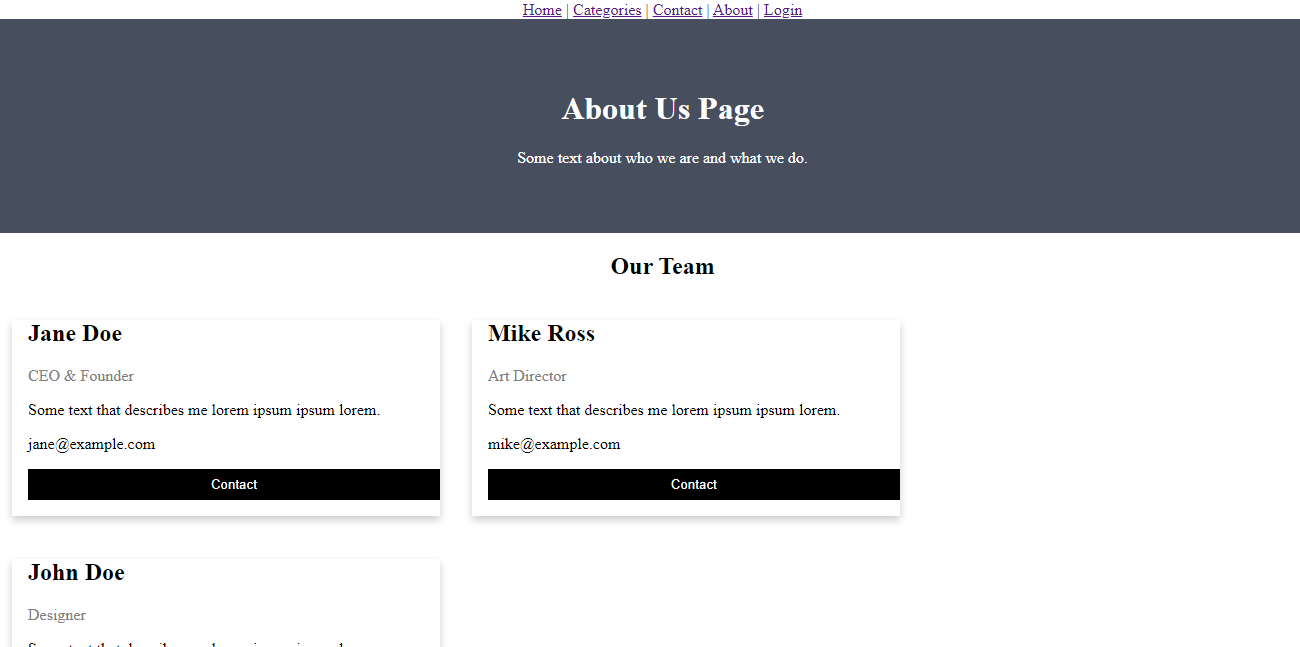 Home | Categories | Contact | About | Login
About Us Page
Some text about who we are and what we do.
Our Team
Jane Doe
CEO & Founder
Some text that describes me lorem ipsum ipsum lorem.
jane@example.com
Contact
Mike Ross
Art Director
Some text that describes me lorem ipsum ipsum lorem.
mike@example.com
Contact
John Doe
Designer